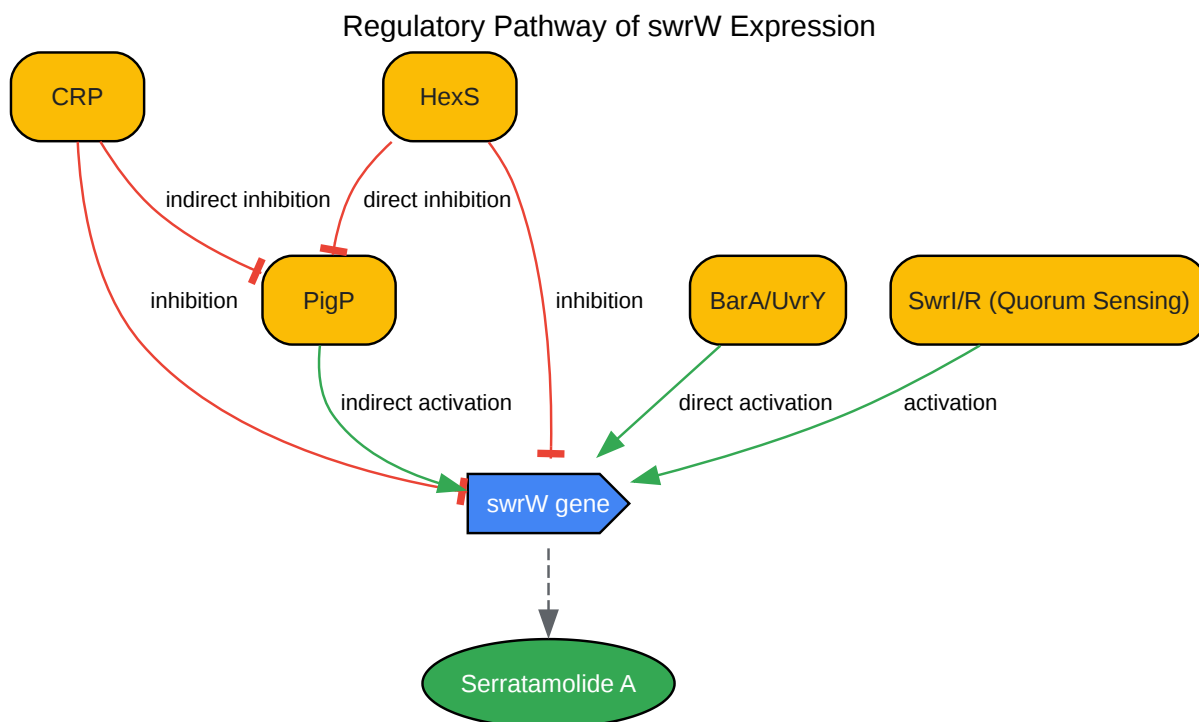 Regulatory Pathway of swrW Expression
CRP
HexS
indirect inhibition
direct inhibition
inhibition
PigP
inhibition
BarA/UvrY
SwrI/R (Quorum Sensing)
indirect activation
direct activation
activation
swrW gene
Serratamolide A